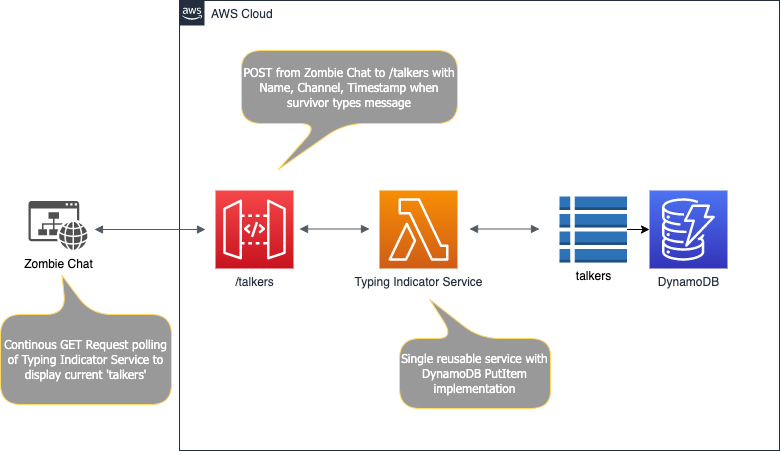 aws
AWS Cloud
POST from Zombie Chat to /talkers with
Name, Channel, Timestamp when
survivor types message
</>
Zombie Chat
/talkers
Typing Indicator Service
talkers
DynamoDB
Continous GET Request polling
of Typing Indicator Service to
display current 'talkers'
Single reusable service with
DynamoDB PutItem
implementation